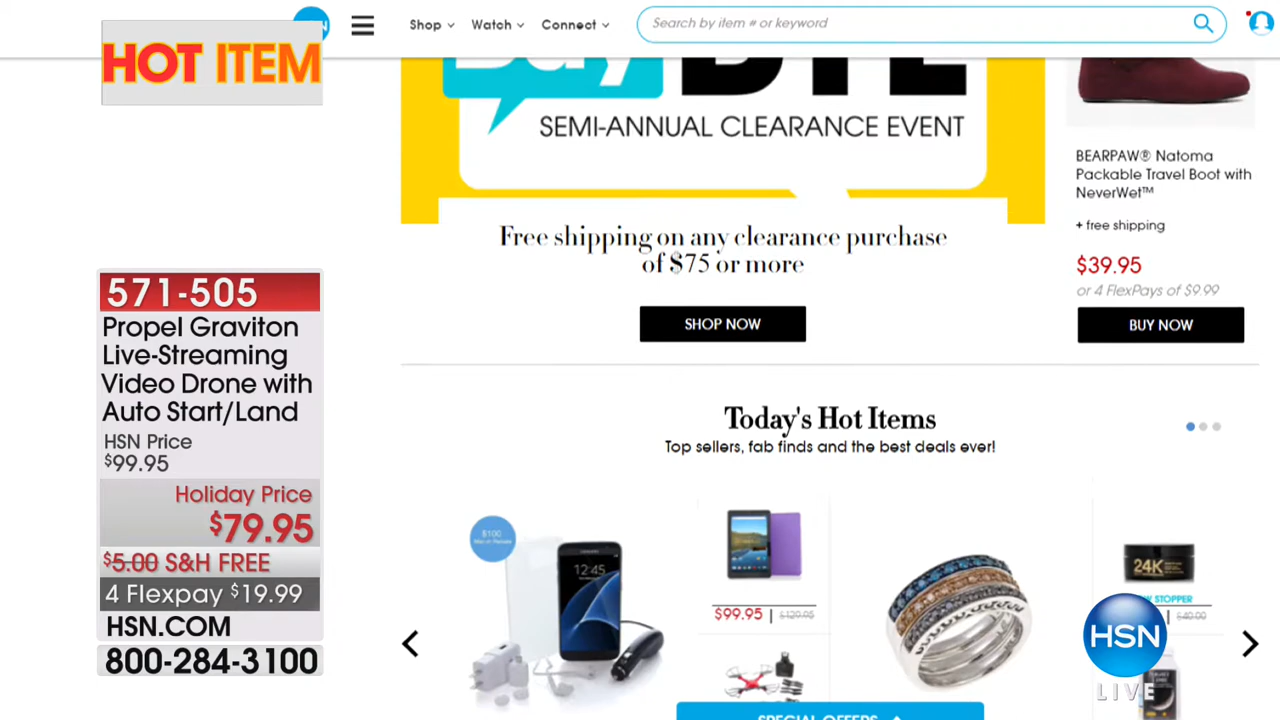 HOT ITEM
Shop
Watch
Connect
Search by item # or keyword
SEMI-ANNUAL CLEARANCE EVENT
Free shipping on any clearance purchase
of $75 or more
SHOP NOW
BEARPAW® Natoma
Packable Travel Boot with
NeverWet™
+ free shipping
$39.95
or 4 FlexPays of $9.99
BUY NOW
571-505
Propel Graviton
Live-Streaming
Video Drone with
Auto Start/Land
HSN Price
$99.95
Holiday Price
$79.95
$5.00 S&H FREE
4 Flexpay $19.99
HSN.COM
800-284-3100
Today's Hot Items
Top sellers, fab finds and the best deals ever!
$100
12:45
$99.95 | $129.95
24K
STOPPER
$40.00
HSN
LIVE
SPECIAL OFFERS